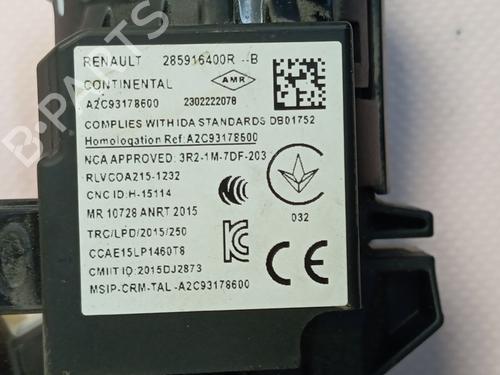 RENAULT 285916400R --B
CONTINENTAL AMR
A2C93178600 2302222078
COMPLIES WITH IDA STANDARDS DB01752
Homologation Ref: A2C93178600
NCA APPROVED: 3R2-1M-7DF-203
RLVCOA215-1232
CNC ID: H-15114
MR 10728 ANRT 2015
032
TRC/LPD/2015/250
CCAE15LP1460T8
CMIIT ID: 2015DJ2873
MSIP-CRM-TAL-A2C93178600
B-PARTS